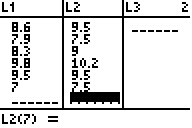 L1 L2 L3 2
8.6 9.5 ------
7.9 7.5
8.3 9
9.8 10.2
9.5 9.5
7 7.5
------
L2(7) =